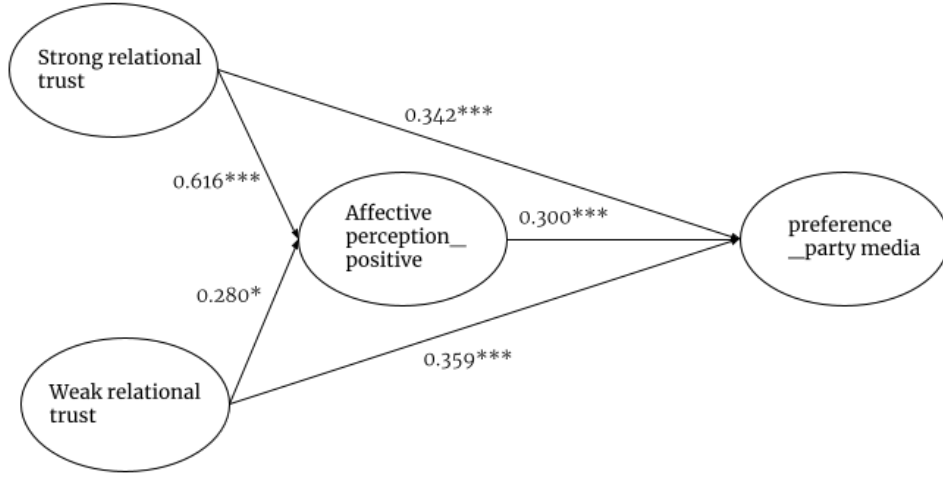 Strong relational
trust
0.342***
0.616***
Affective
perception_
positive
0.300***
preference
_party media
0.280*
0.359***
Weak relational
trust